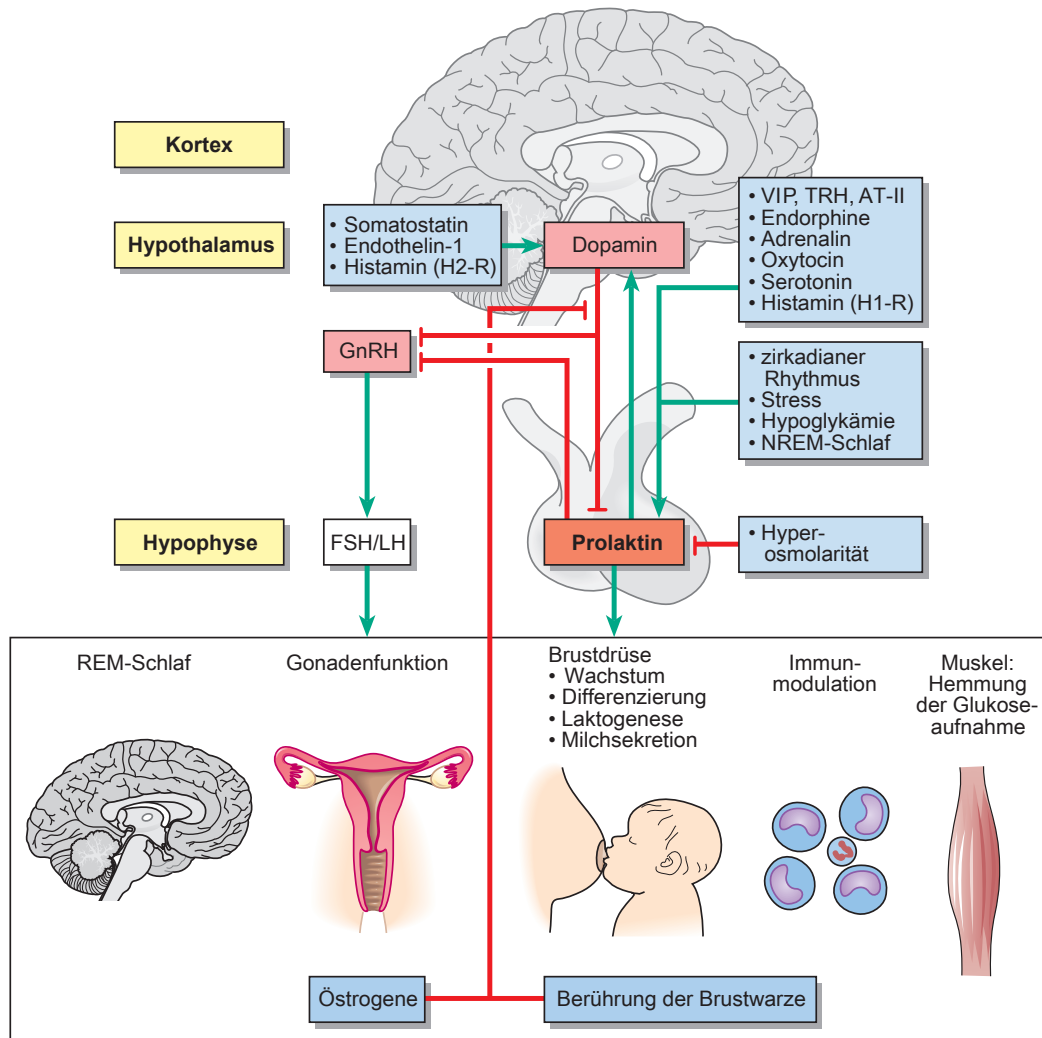 Kortex
Hypothalamus
• Somatostatin
• Endothelin-1
• Histamin (H2-R)
Dopamin
• VIP, TRH, AT-II
• Endorphine
• Adrenalin
• Oxytocin
• Serotonin
• Histamin (H1-R)
GnRH
• zirkadianer
Rhythmus
• Stress
• Hypoglykämie
• NREM-Schlaf
Hypophyse
FSH/LH
Prolaktin
• Hyper-
osmolarität
REM-Schlaf
Gonadenfunktion
Brustdrüse
• Wachstum
• Differenzierung
• Laktogenese
• Milchsekretion
Immun-
modulation
Muskel:
Hemmung
der Glukose-
aufnahme
Östrogene
Berührung der Brustwarze